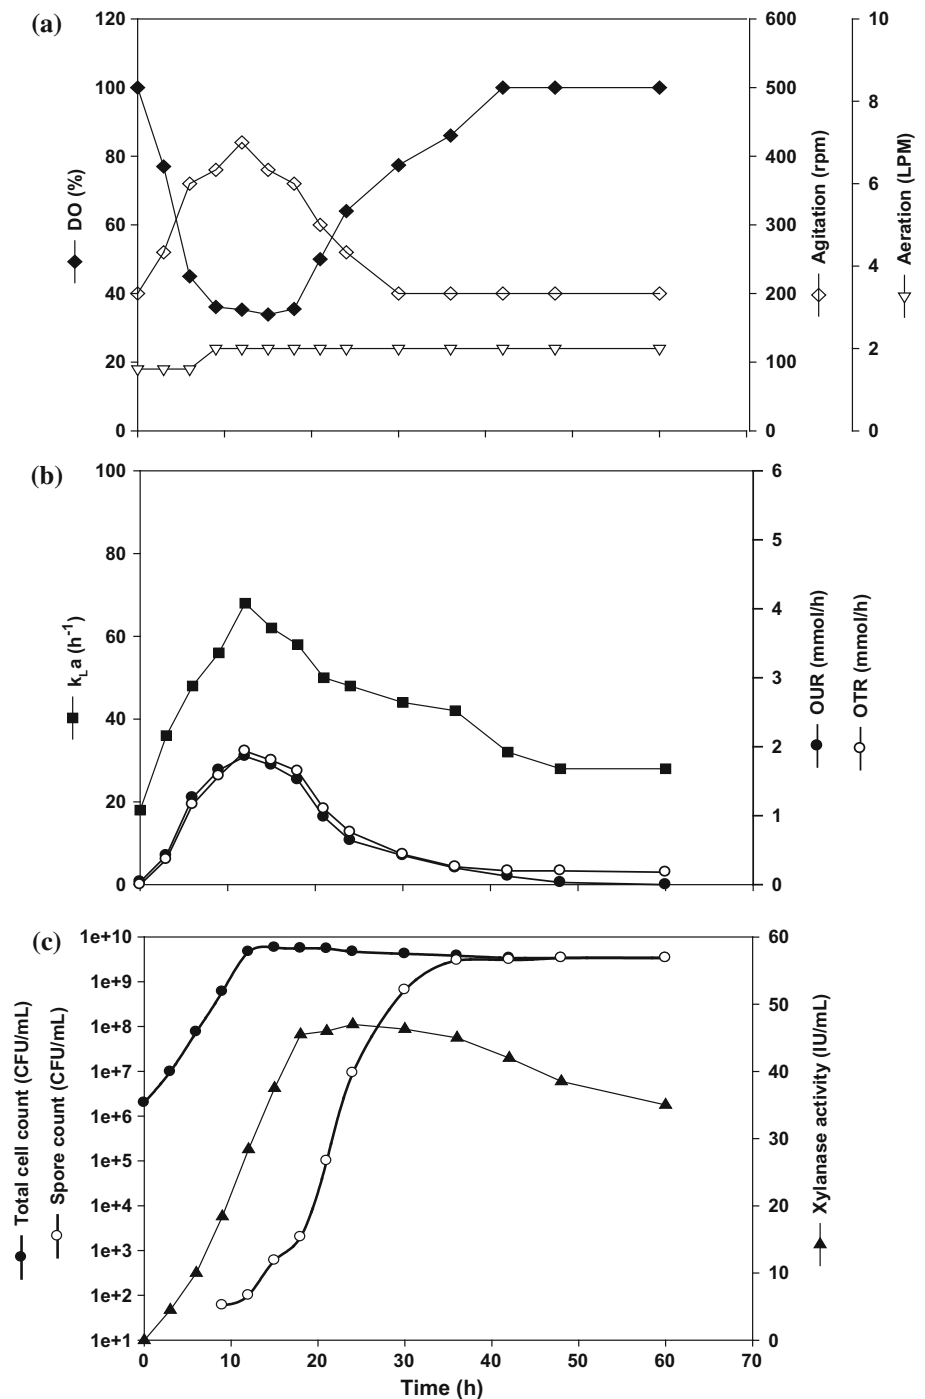 (a)
120
100
80
60
40
20
0
DO (%)
600
500
400
300
200
100
0
Agitation (rpm)
10
8
6
4
2
0
Aeration (LPM)
(b)
100
80
60
40
20
0
kL a (h-1)
6
5
4
3
2
1
0
OUR (mmol/h)
OTR (mmol/h)
(c)
1e+10
1e+9
1e+8
1e+7
1e+6
1e+5
1e+4
1e+3
1e+2
1e+1
Total cell count (CFU/mL)
Spore count (CFU/mL)
60
50
40
30
20
10
0
Xylanase activity (IU/mL)
0 10 20 30 40 50 60 70
Time (h)